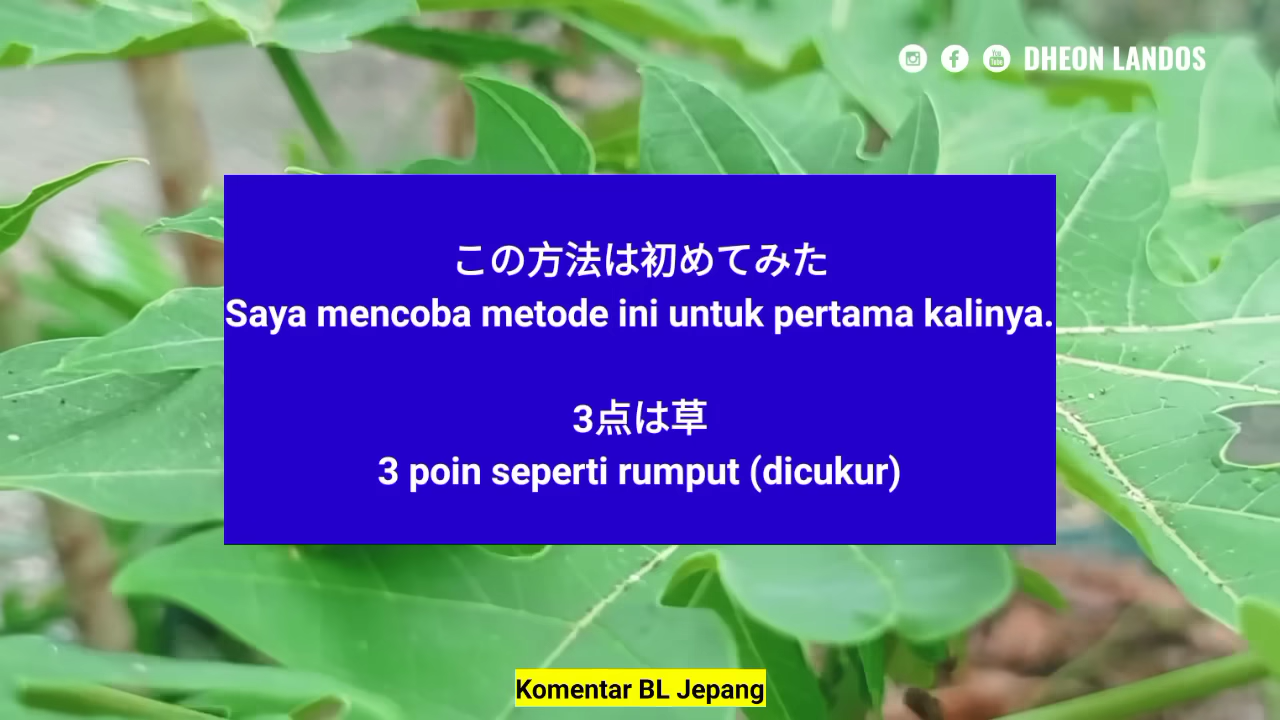 DHEON LANDOS
この方法は初めてみた
Saya mencoba metode ini untuk pertama kalinya.
3点は草
3 poin seperti rumput (dicukur)
Komentar BL Jepang